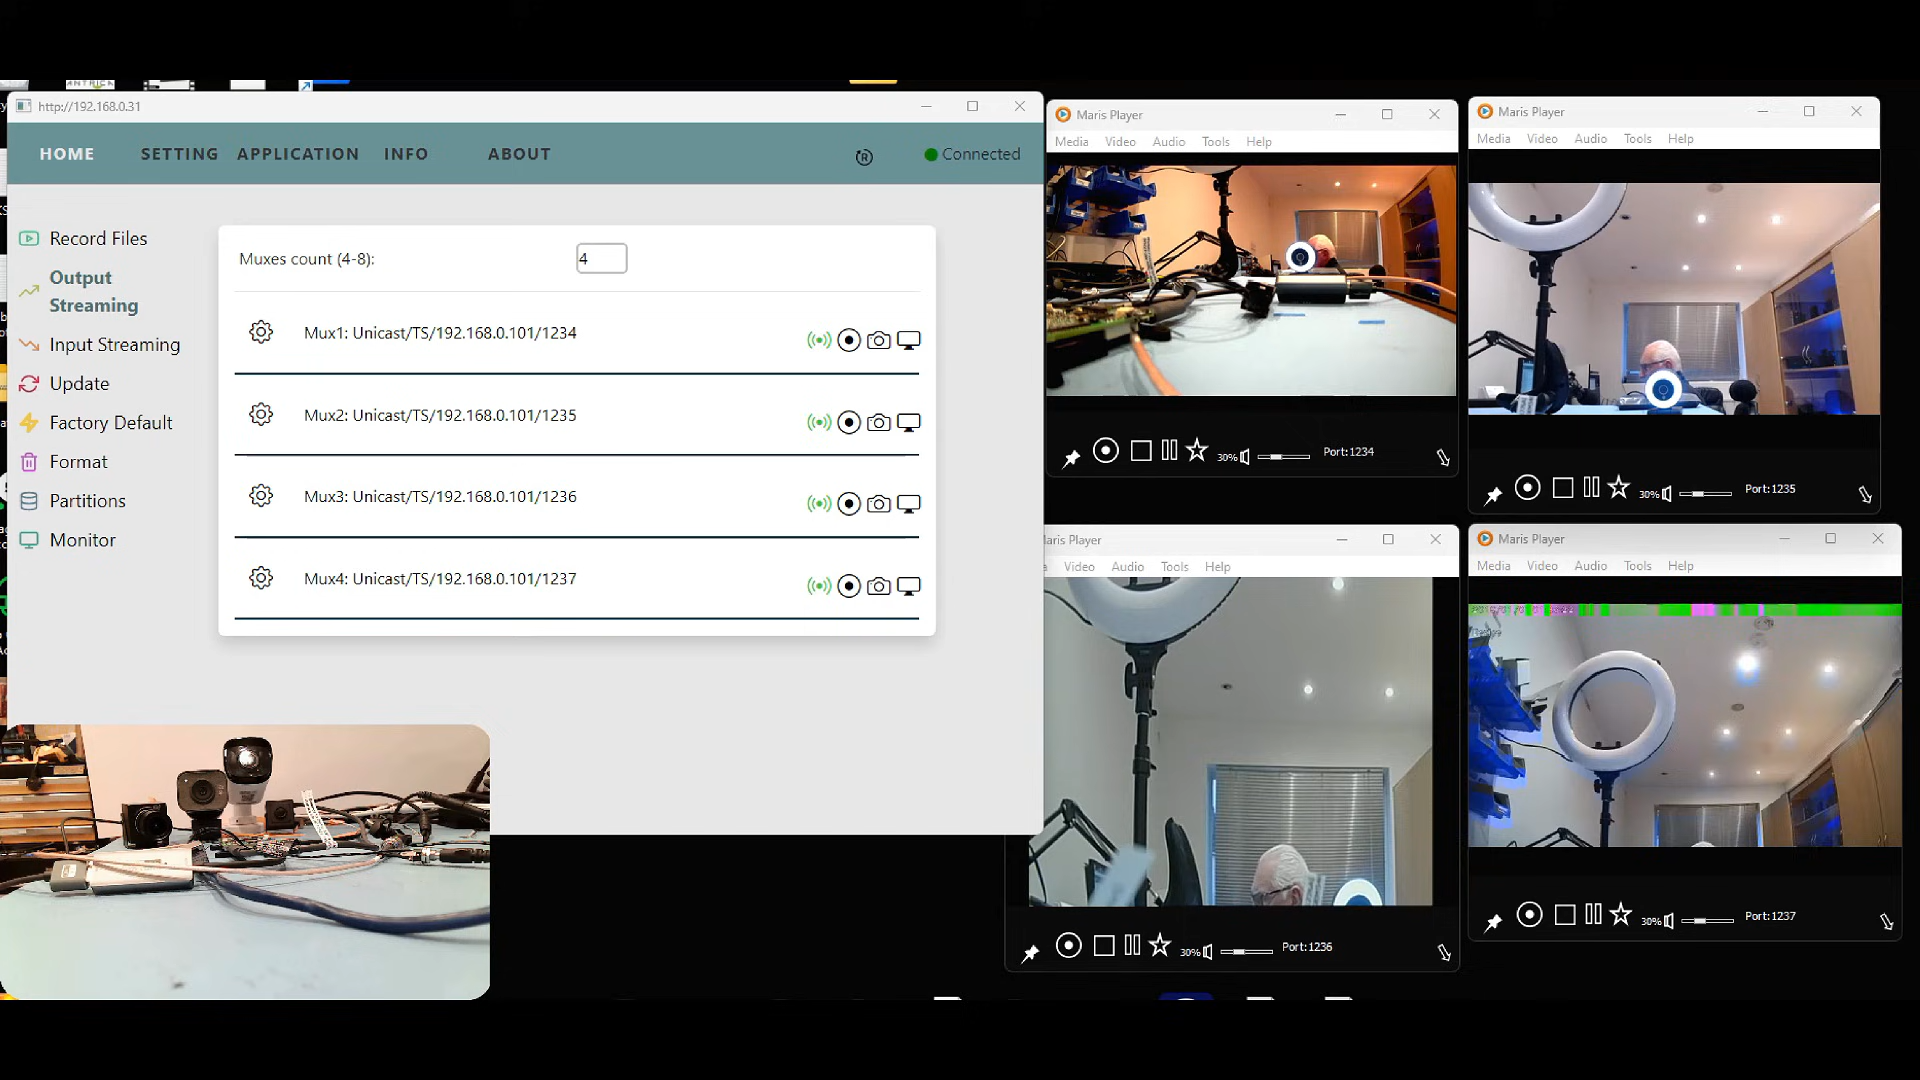 http://192.168.0.31
HOME SETTING APPLICATION INFO ABOUT
Connected
Record Files
Output
Streaming
Input Streaming
Update
Factory Default
Format
Partitions
Monitor
Muxes count (4-8): 4
Mux1: Unicast/TS/192.168.0.101/1234
Mux2: Unicast/TS/192.168.0.101/1235
Mux3: Unicast/TS/192.168.0.101/1236
Mux4: Unicast/TS/192.168.0.101/1237
Maris Player
Media Video Audio Tools Help
30% Port:1234
Maris Player
Media Video Audio Tools Help
30% Port:1235
Maris Player
Video Audio Tools Help
30% Port:1236
Maris Player
Media Video Audio Tools Help
30% Port:1237